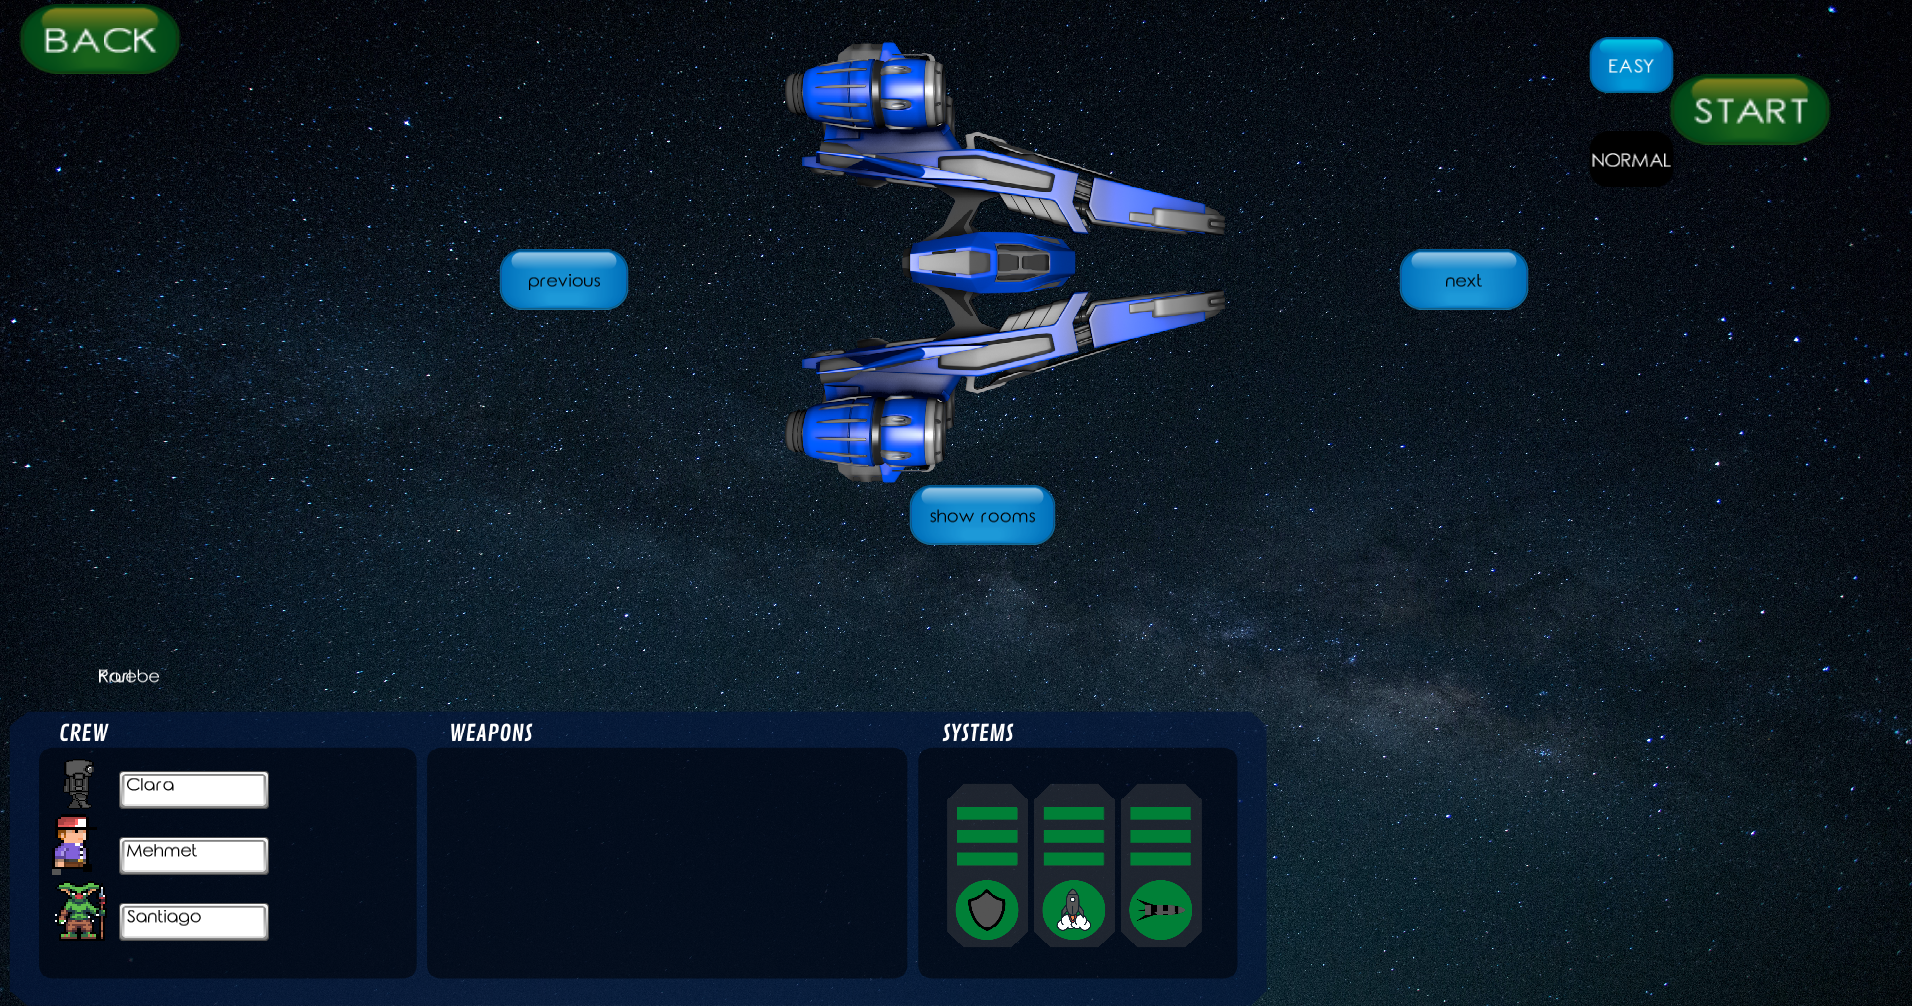 BACK
EASY
START
NORMAL
previous
next
show rooms
CREW
WEAPONS
SYSTEMS
Clara
Mehmet
Santiago